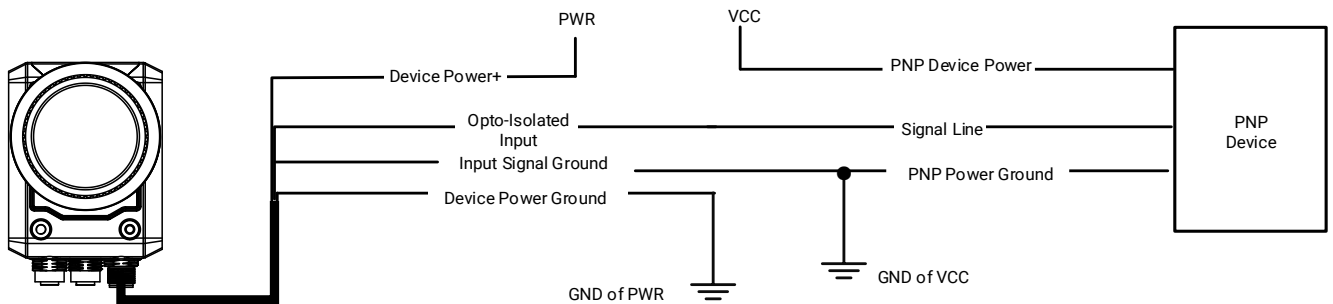 PWR
VCC
Device Power+
PNP Device Power
Opto-Isolated
Input
Signal Line
PNP
Device
Input Signal Ground
PNP Power Ground
Device Power Ground
GND of VCC
GND of PWR